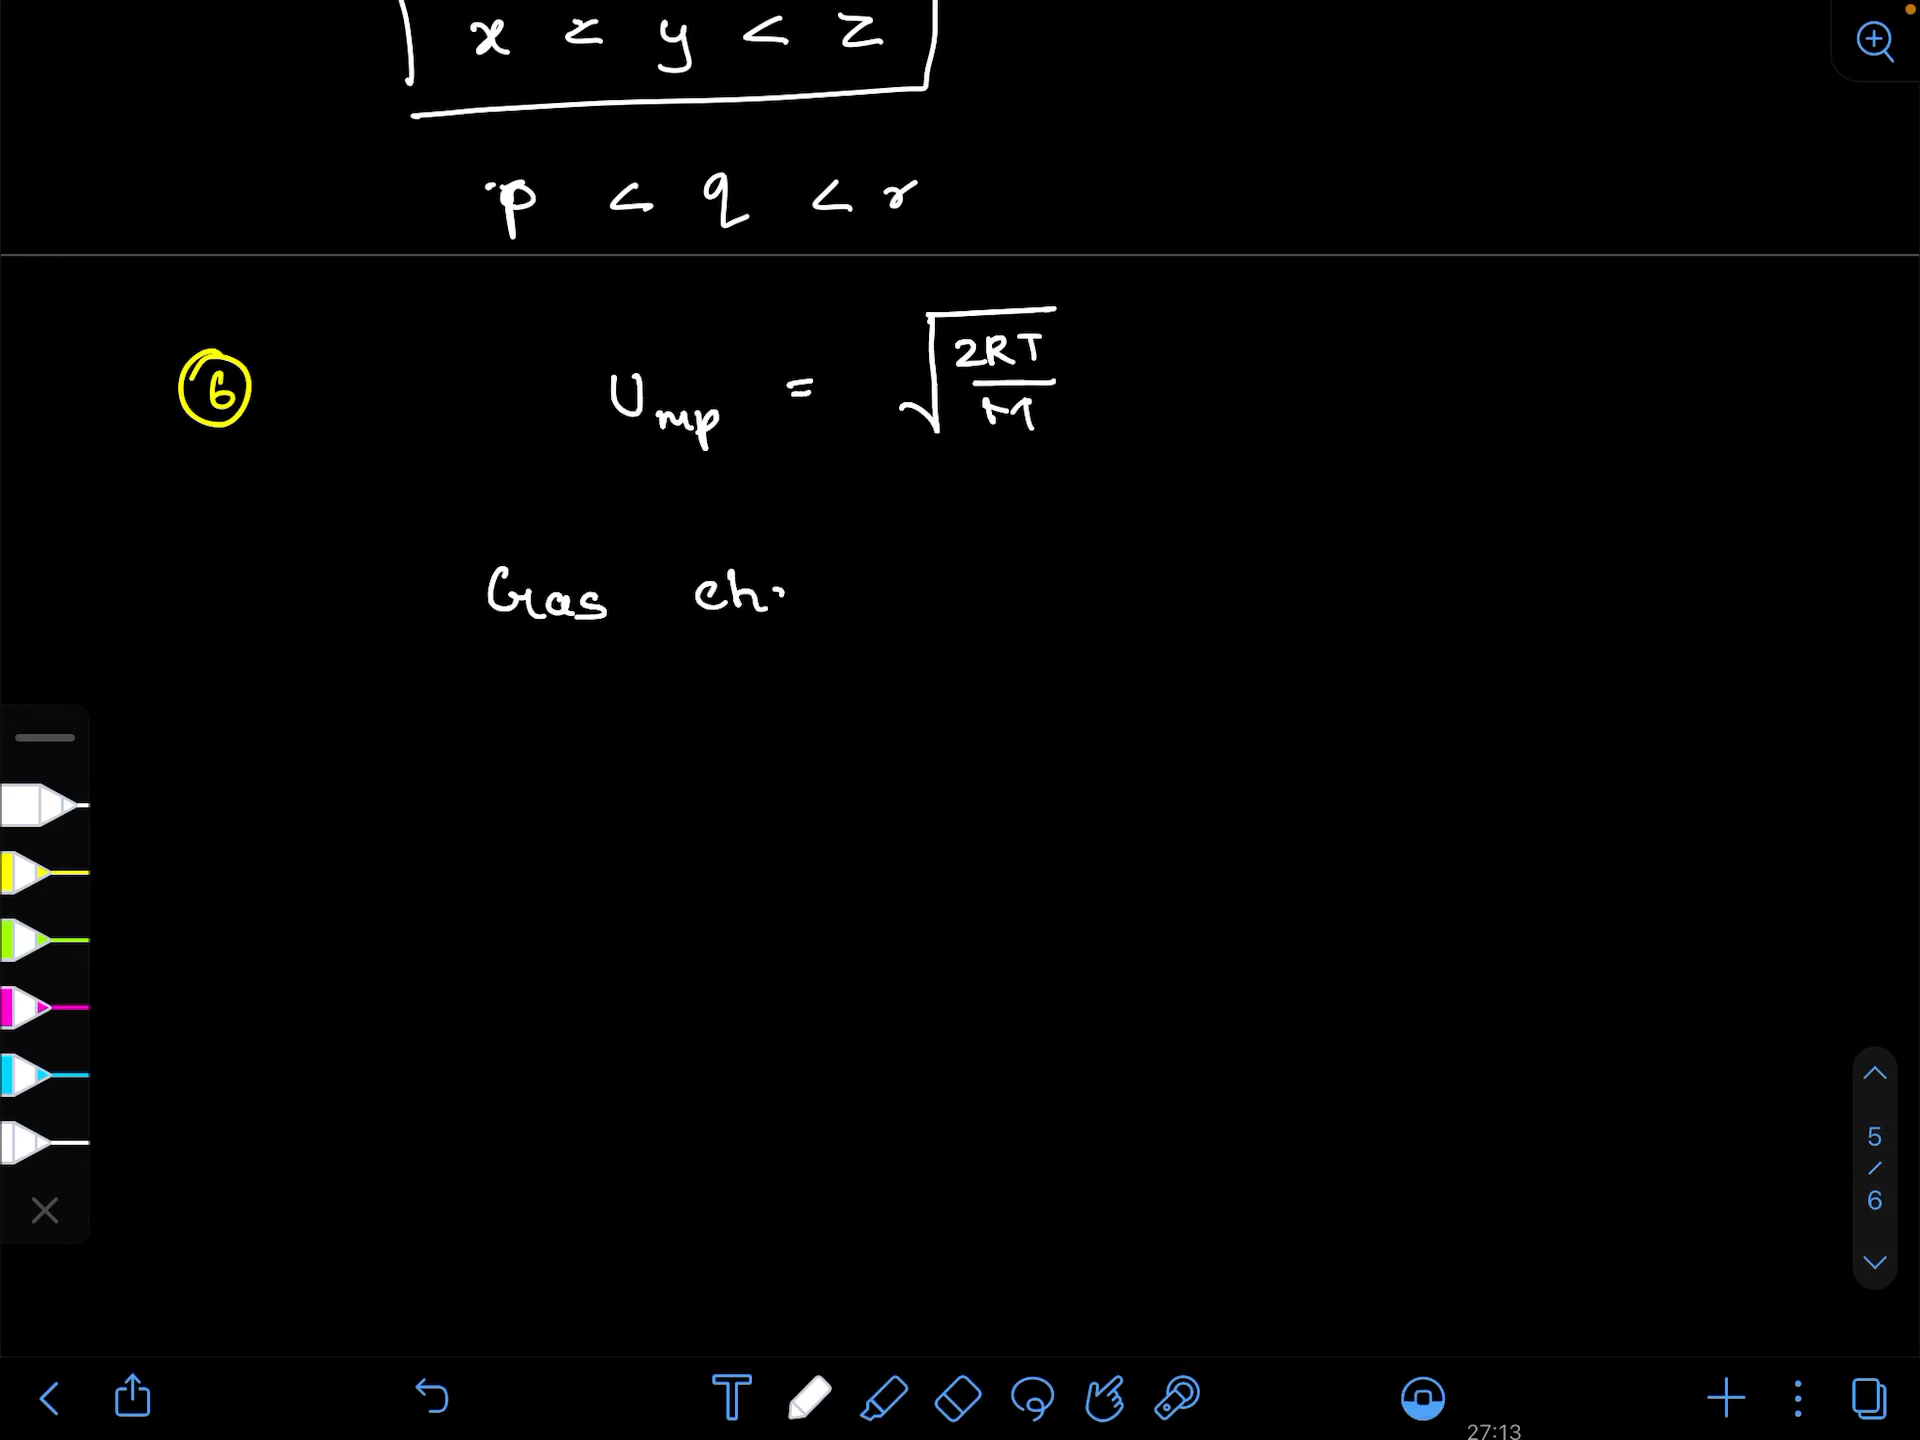 x < y < z
p < q < r
6
Ump = √2RT/M
Gas ch.
5
/
6
27:13